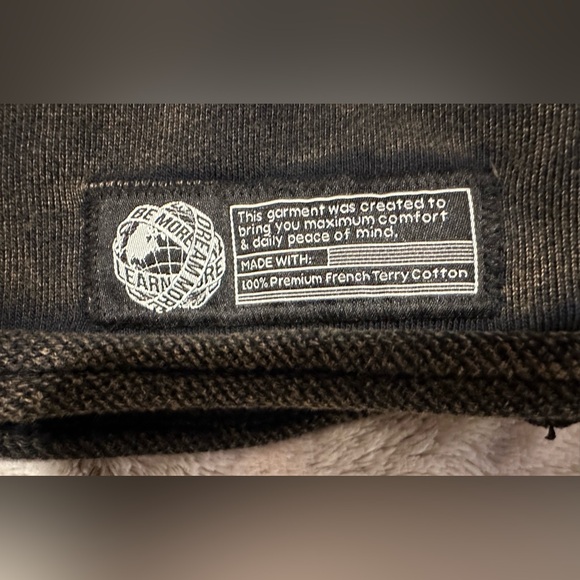 BE MORE
DREAM MORE
EARN MORE
This garment was created to
bring you maximum comfort
& daily peace of mind,
MADE WITH:
100% Premium French Terry Cotton